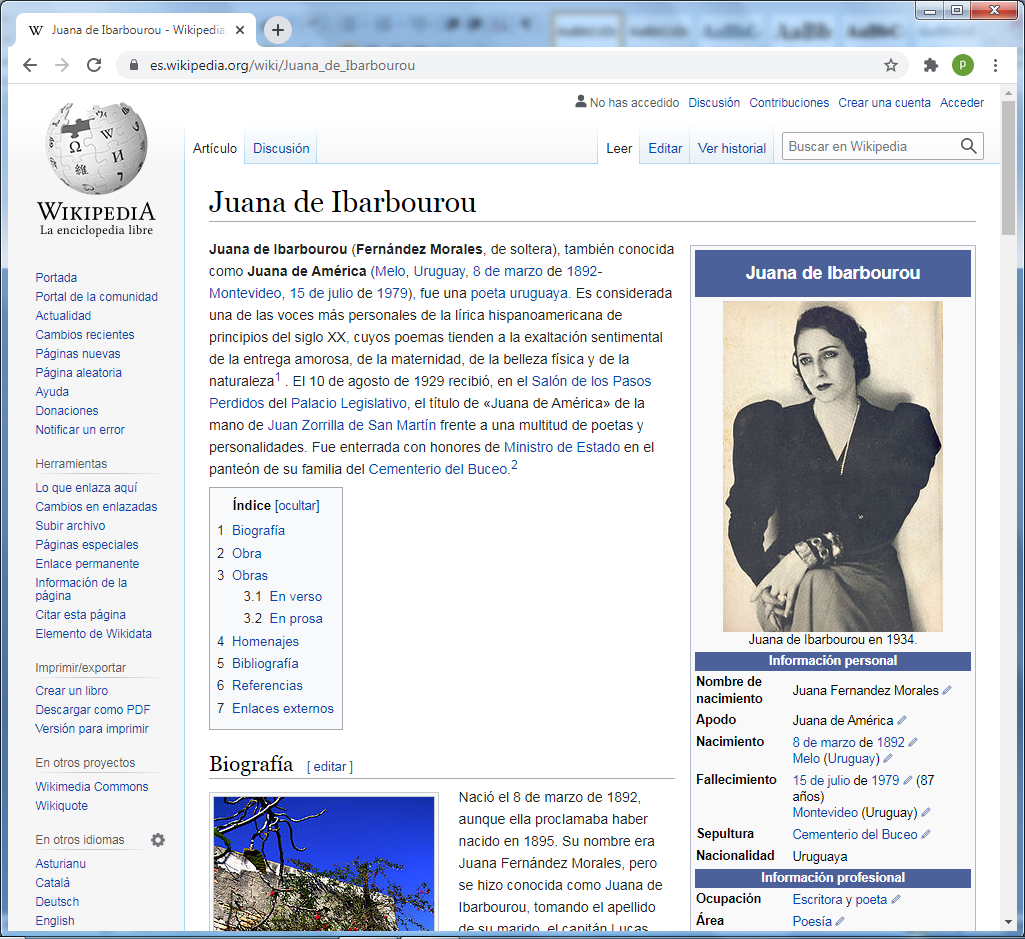 Juana de Ibarbourou - Wikipedia
es.wikipedia.org/wiki/Juana_de_Ibarbourou
P
No has accedido Discusión Contribuciones Crear una cuenta Acceder
Artículo Discusión Leer Editar Ver historial Buscar en Wikipedia
WIKIPEDIA
La enciclopedia libre
Portada
Portal de la comunidad
Actualidad
Cambios recientes
Páginas nuevas
Página aleatoria
Ayuda
Donaciones
Notificar un error
Herramientas
Lo que enlaza aquí
Cambios en enlazadas
Subir archivo
Páginas especiales
Enlace permanente
Información de la
página
Citar esta página
Elemento de Wikidata
Imprimir/exportar
Crear un libro
Descargar como PDF
Versión para imprimir
En otros proyectos
Wikimedia Commons
Wikiquote
En otros idiomas
Asturianu
Català
Deutsch
English
Juana de Ibarbourou
Juana de Ibarbourou (Fernández Morales, de soltera), también conocida
como Juana de América (Melo, Uruguay, 8 de marzo de 1892-
Montevideo, 15 de julio de 1979), fue una poeta uruguaya. Es considerada
una de las voces más personales de la lírica hispanoamericana de
principios del siglo XX, cuyos poemas tienden a la exaltación sentimental
de la entrega amorosa, de la maternidad, de la belleza física y de la
naturaleza1 . El 10 de agosto de 1929 recibió, en el Salón de los Pasos
Perdidos del Palacio Legislativo, el título de «Juana de América» de la
mano de Juan Zorrilla de San Martín frente a una multitud de poetas y
personalidades. Fue enterrada con honores de Ministro de Estado en el
panteón de su familia del Cementerio del Buceo.2
Índice [ocultar]
1 Biografía
2 Obra
3 Obras
3.1 En verso
3.2 En prosa
4 Homenajes
5 Bibliografía
6 Referencias
7 Enlaces externos
Biografía [ editar ]
Nació el 8 de marzo de 1892,
aunque ella proclamaba haber
nacido en 1895. Su nombre era
Juana Fernández Morales, pero
se hizo conocida como Juana de
Ibarbourou, tomando el apellido
de su marido, el capitán Lucas
Juana de Ibarbourou
Juana de Ibarbourou en 1934.
Información personal
Nombre de
nacimiento Juana Fernandez Morales
Apodo Juana de América
Nacimiento 8 de marzo de 1892
Melo (Uruguay)
Fallecimiento 15 de julio de 1979 (87
años)
Montevideo (Uruguay)
Sepultura Cementerio del Buceo
Nacionalidad Uruguaya
Información profesional
Ocupación Escritora y poeta
Área Poesía